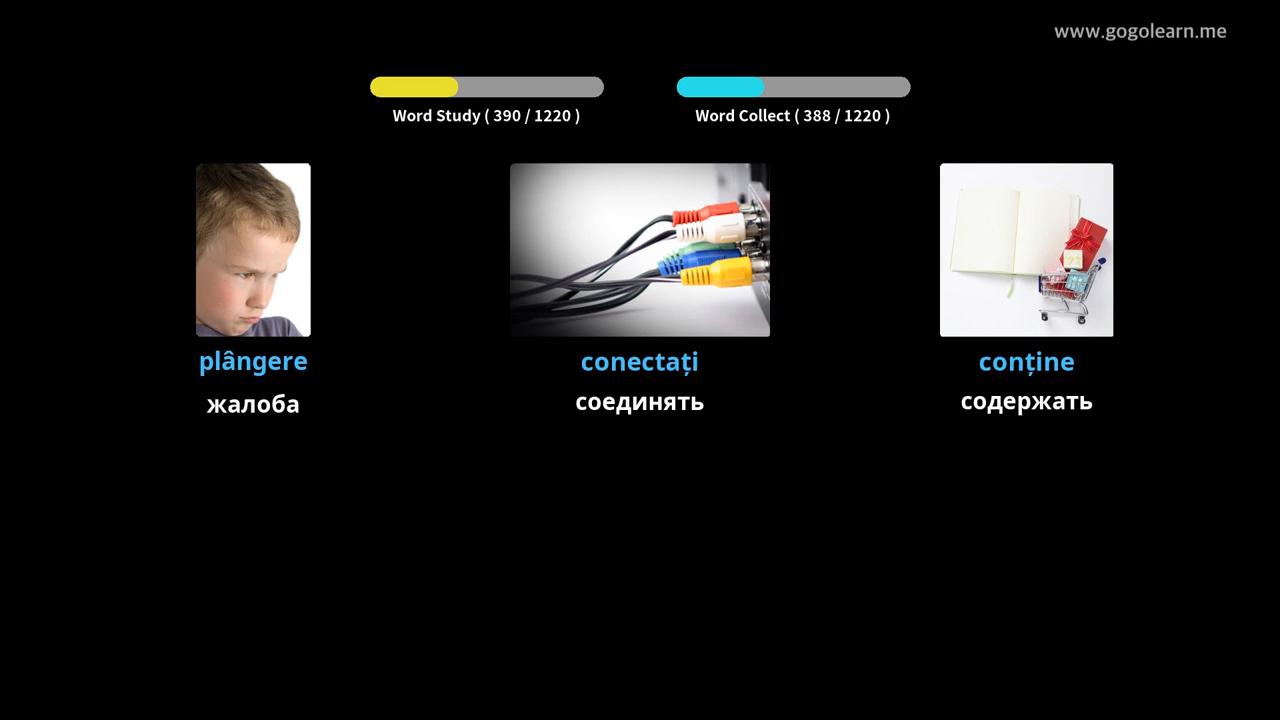 www.gogolearn.me
Word Study ( 390 / 1220 )
Word Collect ( 388 / 1220 )
plângere
conectați
conține
жалоба
соединять
содержать